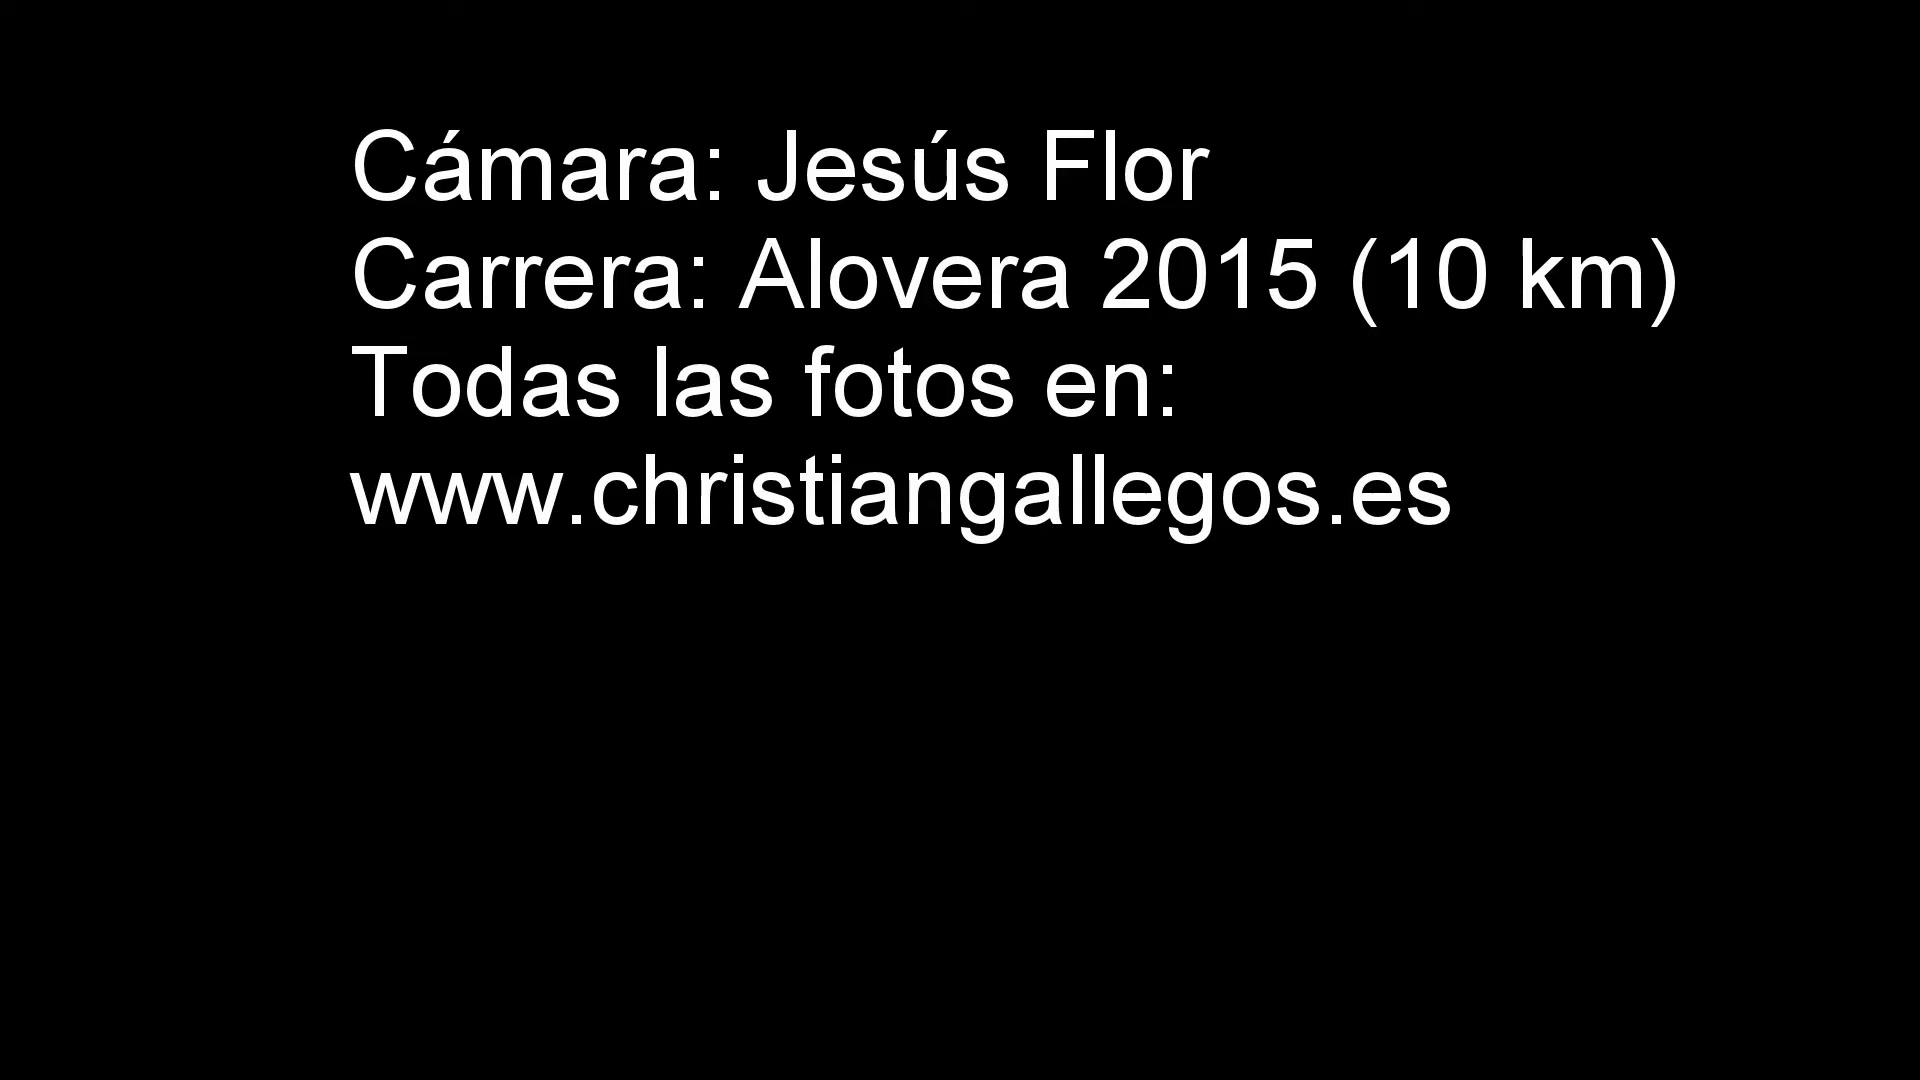 Cámara: Jesús Flor
Carrera: Alovera 2015 (10 km)
Todas las fotos en:
www.christiangallegos.es